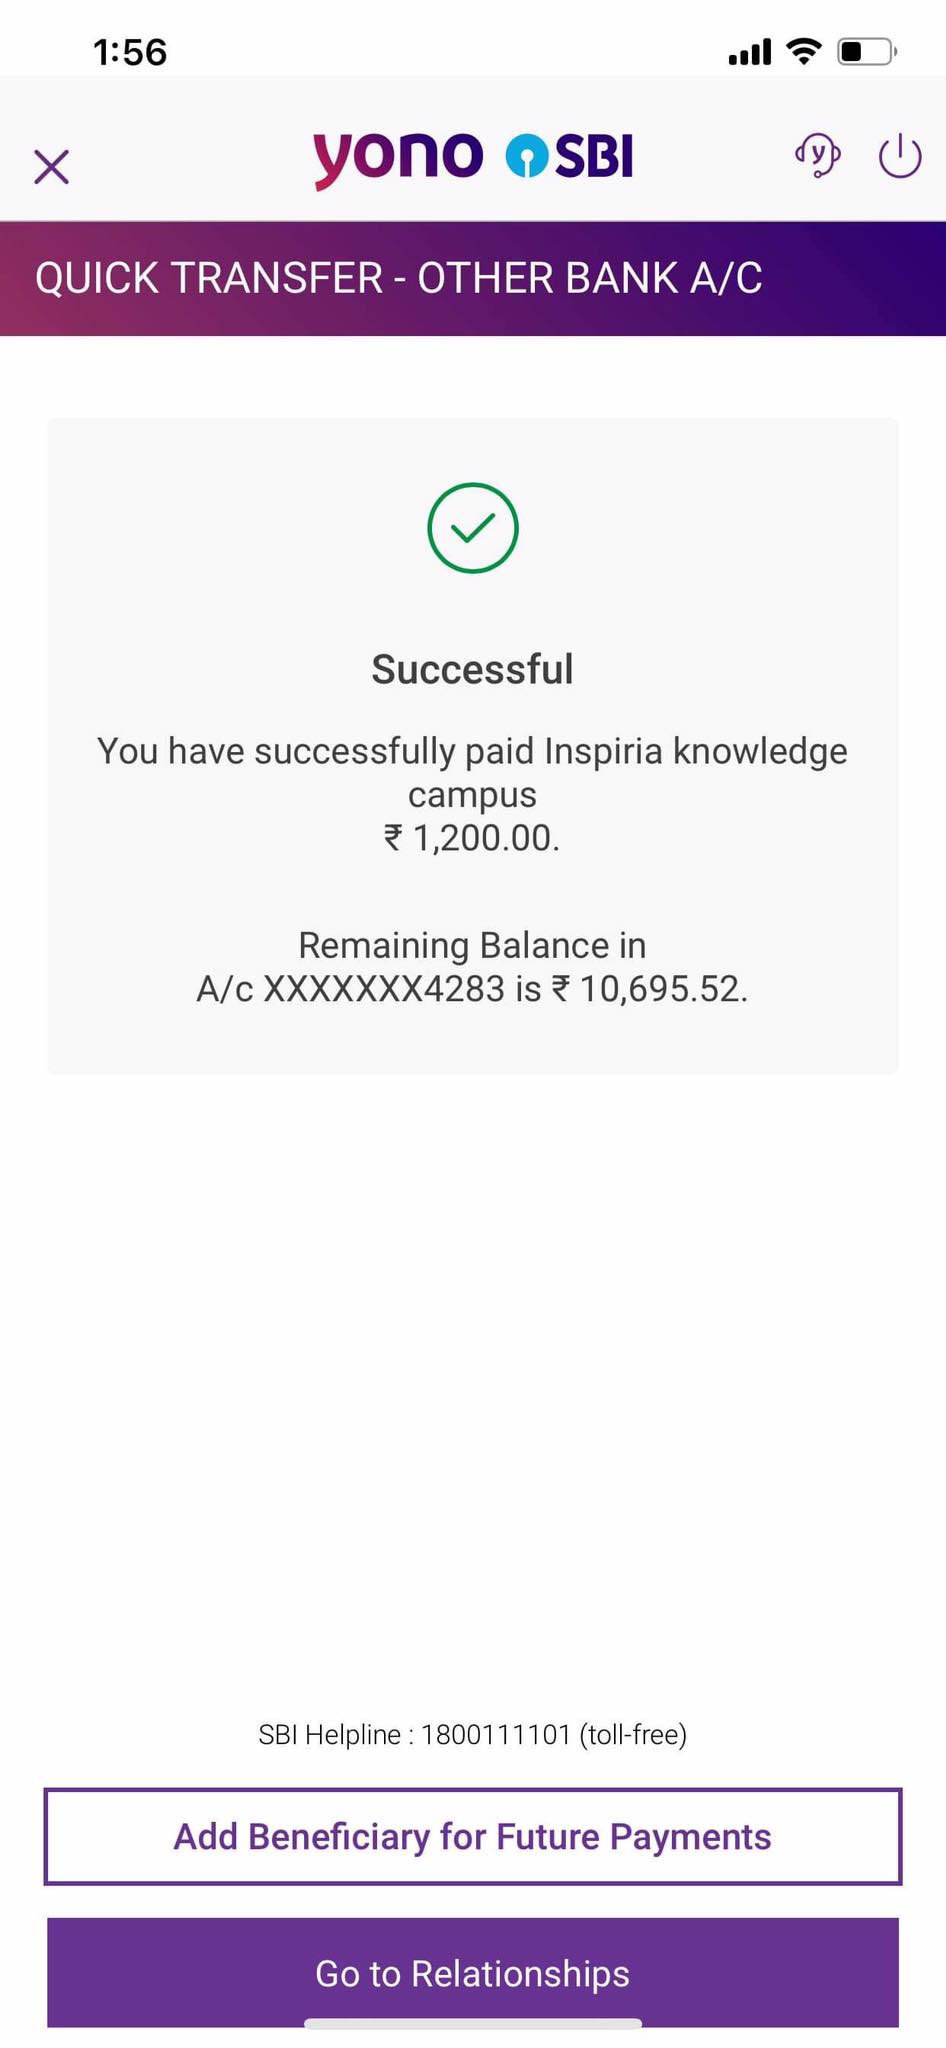 1:56
yono SBI
y
QUICK TRANSFER - OTHER BANK A/C
Successful
You have successfully paid Inspiria knowledge
campus
₹ 1,200.00.
Remaining Balance in
A/c XXXXXXX4283 is ₹ 10,695.52.
SBI Helpline : 1800111101 (toll-free)
Add Beneficiary for Future Payments
Go to Relationships